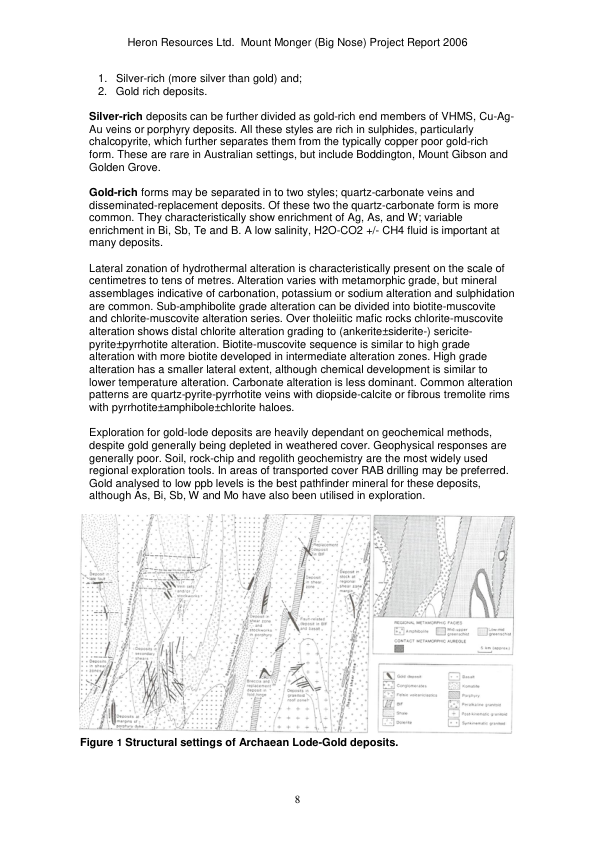 Heron Resources Ltd.  Mount Monger (Big Nose) Project Report 2006
1. Silver-rich (more silver than gold) and;
2. Gold rich deposits.
Silver-rich deposits can be further divided as gold-rich end members of VHMS, Cu-Ag-
Au veins or porphyry deposits. All these styles are rich in sulphides, particularly
chalcopyrite, which further separates them from the typically copper poor gold-rich
form. These are rare in Australian settings, but include Boddington, Mount Gibson and
Golden Grove.
Gold-rich forms may be separated in to two styles; quartz-carbonate veins and
disseminated-replacement deposits. Of these two the quartz-carbonate form is more
common. They characteristically show enrichment of Ag, As, and W; variable
enrichment in Bi, Sb, Te and B. A low salinity, H2O-CO2 +/- CH4 fluid is important at
many deposits.
Lateral zonation of hydrothermal alteration is characteristically present on the scale of
centimetres to tens of metres. Alteration varies with metamorphic grade, but mineral
assemblages indicative of carbonation, potassium or sodium alteration and sulphidation
are common. Sub-amphibolite grade alteration can be divided into biotite-muscovite
and chlorite-muscovite alteration series. Over tholeiitic mafic rocks chlorite-muscovite
alteration shows distal chlorite alteration grading to (ankerite±siderite-) sericite-
pyrite±pyrrhotite alteration. Biotite-muscovite sequence is similar to high grade
alteration with more biotite developed in intermediate alteration zones. High grade
alteration has a smaller lateral extent, although chemical development is similar to
lower temperature alteration. Carbonate alteration is less dominant. Common alteration
patterns are quartz-pyrite-pyrrhotite veins with diopside-calcite or fibrous tremolite rims
with pyrrhotite±amphibole±chlorite haloes.
Exploration for gold-lode deposits are heavily dependant on geochemical methods,
despite gold generally being depleted in weathered cover. Geophysical responses are
generally poor. Soil, rock-chip and regolith geochemistry are the most widely used
regional exploration tools. In areas of transported cover RAB drilling may be preferred.
Gold analysed to low ppb levels is the best pathfinder mineral for these deposits,
although As, Bi, Sb, W and Mo have also been utilised in exploration.
REGIONAL METAMORPHIC FACIES
Amphibolite
CONTACT METAMORPHIC AUREOLE
Gold deposit
Basalt
Conglomerates
Komatiite
Porphyry
BIF
Shale
Dolerite
Figure 1 Structural settings of Archaean Lode-Gold deposits.
8